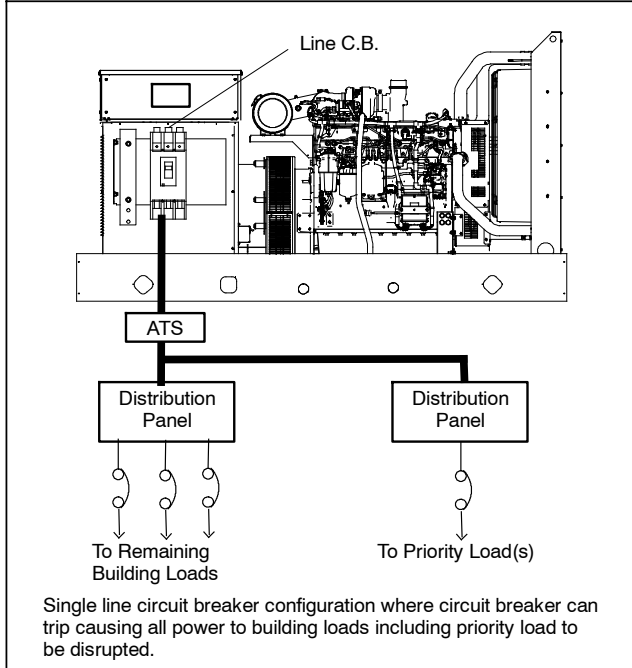 Line C.B.
ATS
Distribution
Panel
Distribution
Panel
To Remaining
Building Loads
To Priority Load(s)
Single line circuit breaker configuration where circuit breaker can
trip causing all power to building loads including priority load to
be disrupted.